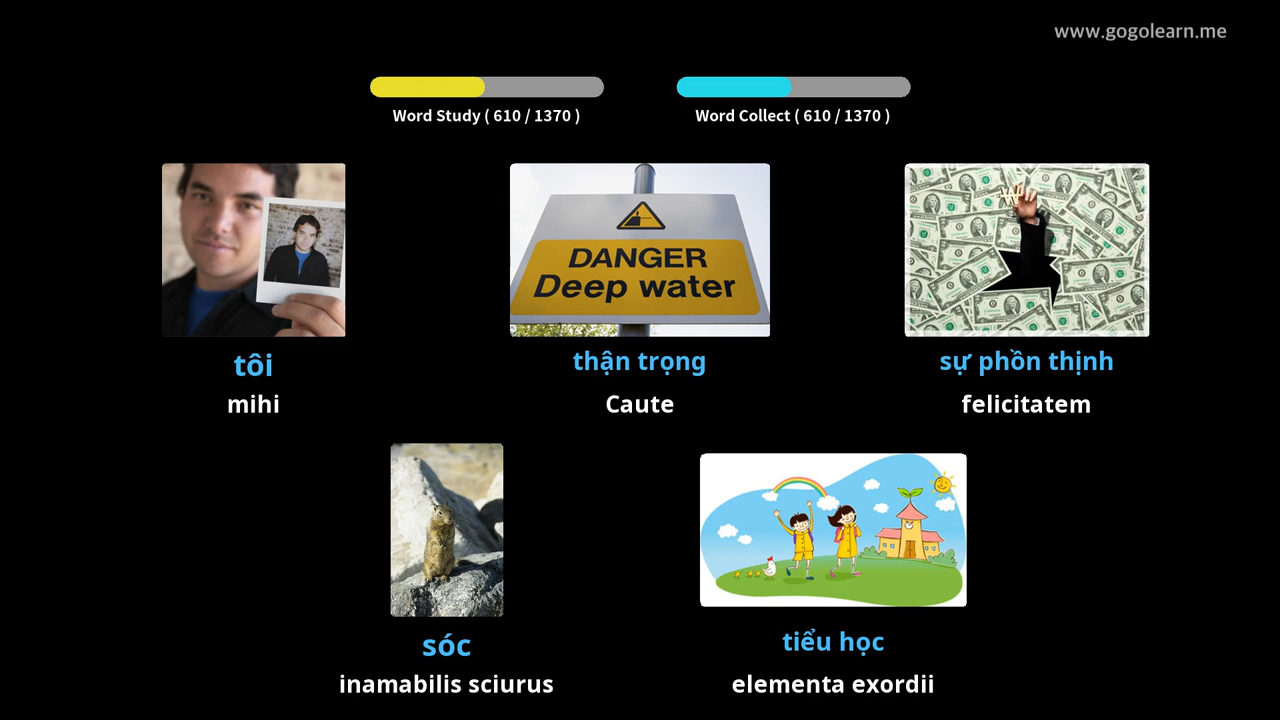 www.gogolearn.me
Word Study ( 610 / 1370 )
Word Collect ( 610 / 1370 )
DANGER
Deep water
tôi
thận trọng
sự phồn thịnh
mihi
Caute
felicitatem
sóc
tiểu học
inamabilis sciurus
elementa exordii